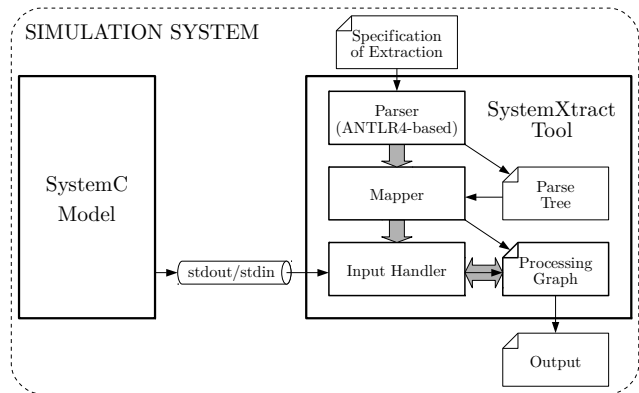 SIMULATION SYSTEM
Specification
of Extraction
SystemXtract
Tool
Parser
(ANTLR4-based)
SystemC
Model
Mapper
Parse
Tree
stdout/stdin
Input Handler
Processing
Graph
Output